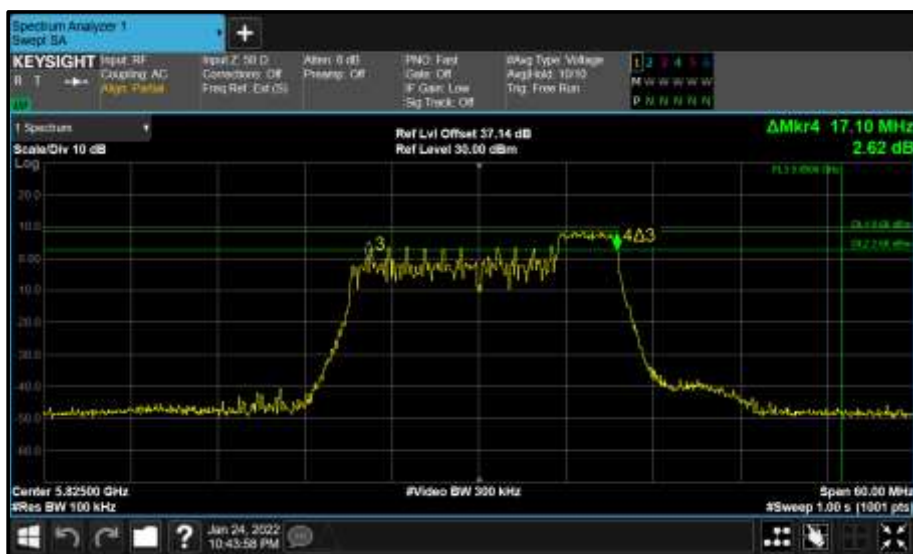 Spectrum Analyzer 1
Swept SA
+
KEYSIGHT
R T
Input: RF
Coupling: AC
Align: Partial
Input Z: 50 Ω
Corrections: Off
Freq Ref: Ext (S)
Atten: 0 dB
Preamp: Off
PNO: Fast
Gate: Off
IF Gain: Low
Sig Track: Off
#Avg Type: Voltage
Avg|Hold: 10/10
Trig: Free Run
1 2 3 4 5 6
M W W W W W
P N N N N N
1 Spectrum
Scale/Div 10 dB
Log
Ref Lvl Offset 37.14 dB
Ref Level 30.00 dBm
ΔMkr4 17.10 MHz
2.62 dB
20.0
10.0
0.00
-10.0
-20.0
-30.0
-40.0
-50.0
-60.0
3
4Δ3
Center 5.82500 GHz
#Res BW 100 kHz
#Video BW 300 kHz
Span 60.00 MHz
#Sweep 1.00 s (1001 pts)
?
Jan 24, 2022
10:43:58 PM